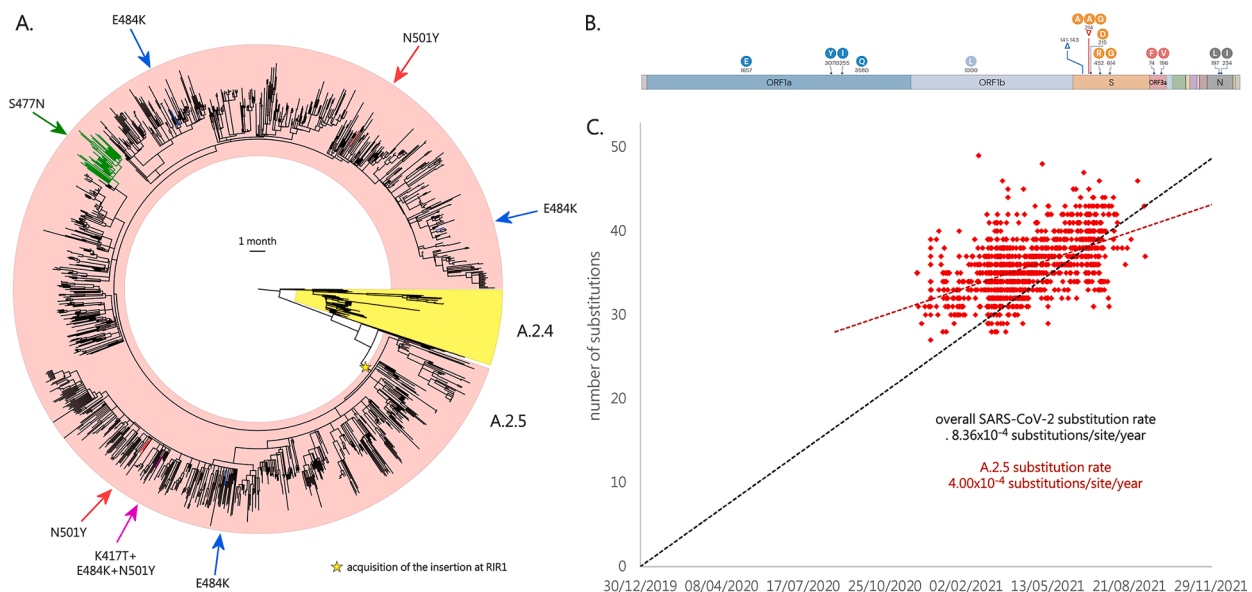 A.
E484K
N501Y
S477N
E484K
1 month
A.2.4
A.2.5
N501Y
K417T+
E484K+N501Y
E484K
acquisition of the insertion at RIR1
B.
A A G
214
D
141-143
215
Y I R G F V L I
E Q L
3071 3255 452 614 74 196 197 234
1657 3580 1000
ORF1a ORF1b S ORF3a N
C.
number of substitutions
50
40
30
20
10
0
overall SARS-CoV-2 substitution rate
. 8.36x10⁻⁴ substitutions/site/year
A.2.5 substitution rate
4.00x10⁻⁴ substitutions/site/year
30/12/2019 08/04/2020 17/07/2020 25/10/2020 02/02/2021 13/05/2021 21/08/2021 29/11/2021